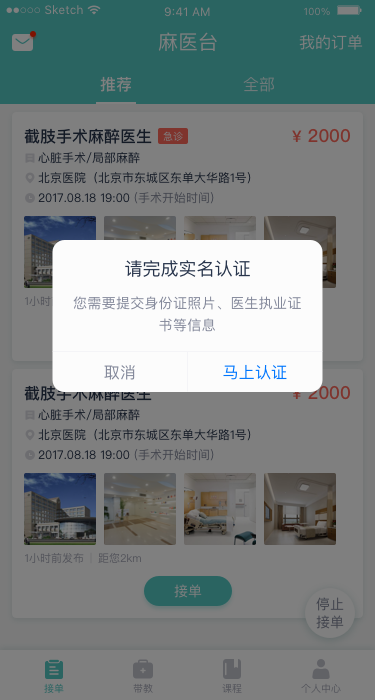 Sketch
9:41 AM
100%
麻医台
我的订单
推荐
全部
截肢手术麻醉医生 急诊
¥ 2000
心脏手术/局部麻醉
北京医院（北京市东城区东单大华路1号）
2017.08.18 19:00 (手术开始时间)
1小时
请完成实名认证
您需要提交身份证照片、医生执业证
书等信息
取消
马上认证
截肢手术麻醉医生
¥ 2000
心脏手术/局部麻醉
北京医院（北京市东城区东单大华路1号）
2017.08.18 19:00 (手术开始时间)
1小时前发布 | 距您2km
接单
停止
接单
接单
带教
课程
个人中心